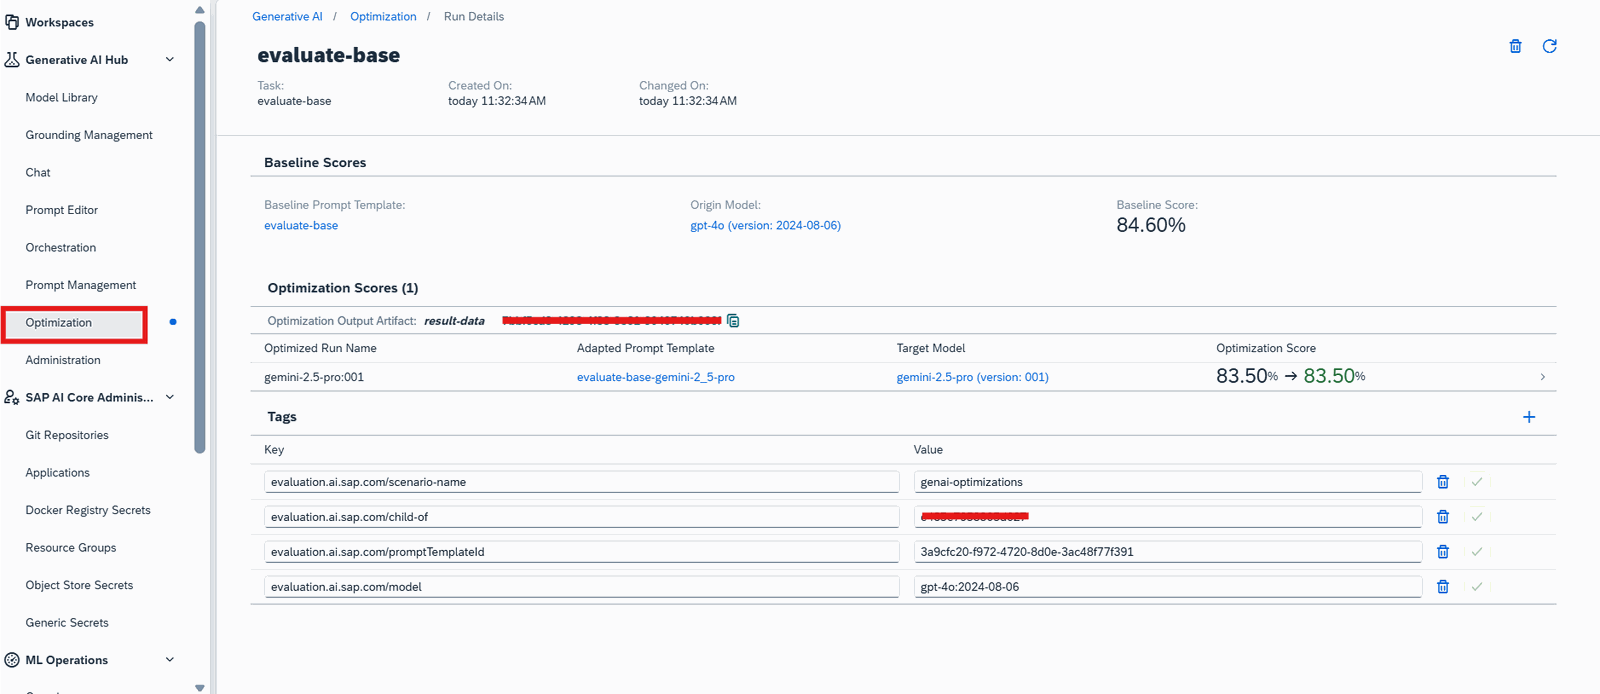 Workspaces
Generative AI Hub
Model Library
Grounding Management
Chat
Prompt Editor
Orchestration
Prompt Management
Optimization
Administration
SAP AI Core Adminis...
Git Repositories
Applications
Docker Registry Secrets
Resource Groups
Object Store Secrets
Generic Secrets
ML Operations
Generative AI / Optimization / Run Details
evaluate-base
Task: Created On: Changed On:
evaluate-base today 11:32:34 AM today 11:32:34 AM
Baseline Scores
Baseline Prompt Template: Origin Model: Baseline Score:
evaluate-base gpt-4o (version: 2024-08-06) 84.60%
Optimization Scores (1)
Optimization Output Artifact: result-data
Optimized Run Name Adapted Prompt Template Target Model Optimization Score
gemini-2.5-pro:001 evaluate-base-gemini-2_5-pro gemini-2.5-pro (version: 001) 83.50% → 83.50%
Tags
Key Value
evaluation.ai.sap.com/scenario-name genai-optimizations
evaluation.ai.sap.com/child-of
evaluation.ai.sap.com/promptTemplateId 3a9cfc20-f972-4720-8d0e-3ac48f77f391
evaluation.ai.sap.com/model gpt-4o:2024-08-06